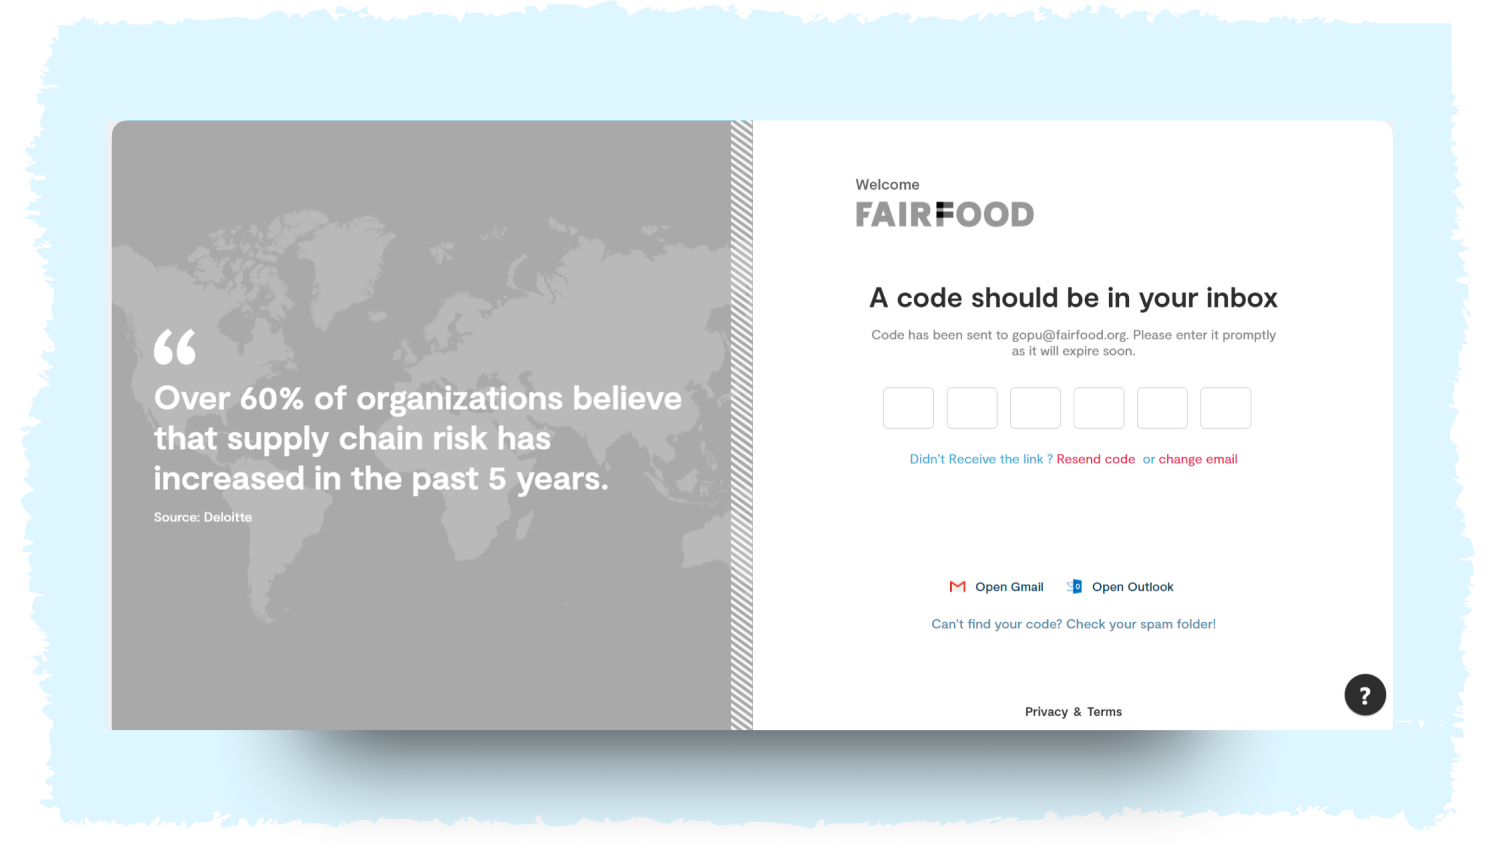 “
Over 60% of organizations believe
that supply chain risk has
increased in the past 5 years.
Source: Deloitte
Welcome
FAIRFOOD
A code should be in your inbox
Code has been sent to gopu@fairfood.org. Please enter it promptly
as it will expire soon.
Didn't Receive the link ? Resend code or change email
Open Gmail Open Outlook
Can't find your code? Check your spam folder!
Privacy & Terms
?